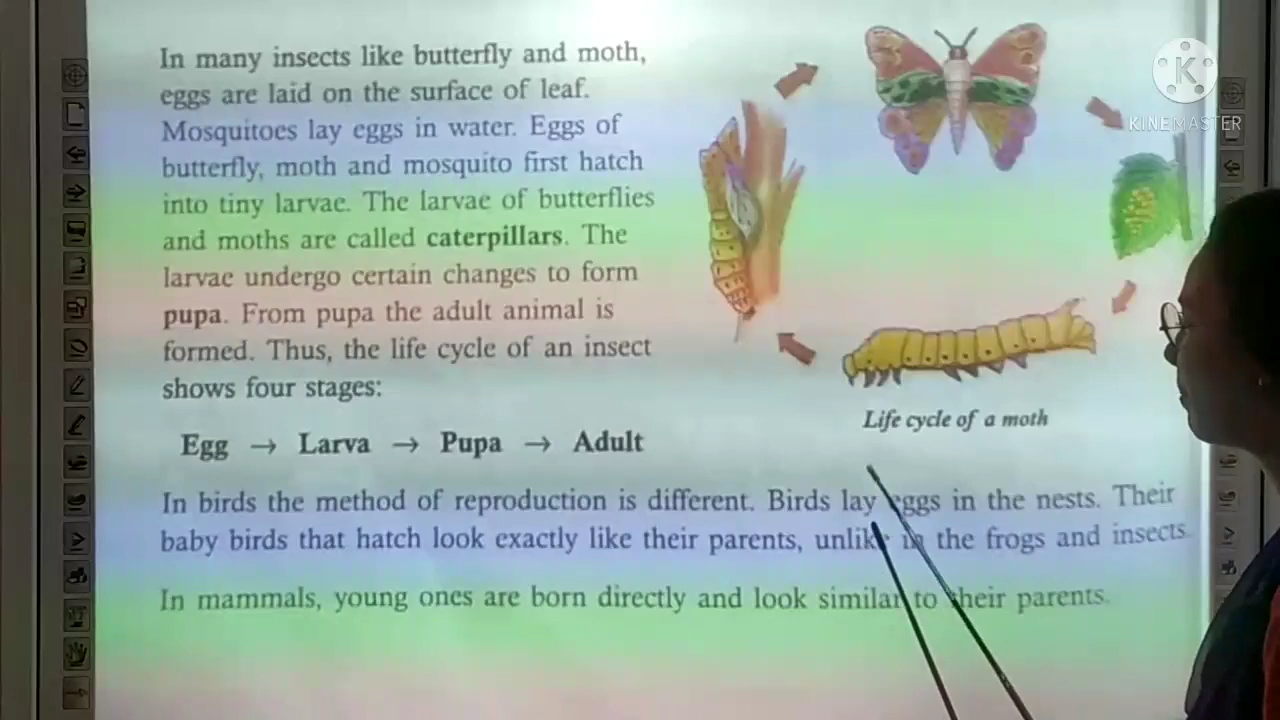 In many insects like butterfly and moth,
eggs are laid on the surface of leaf.
Mosquitoes lay eggs in water. Eggs of
butterfly, moth and mosquito first hatch
into tiny larvae. The larvae of butterflies
and moths are called caterpillars. The
larvae undergo certain changes to form
pupa. From pupa the adult animal is
formed. Thus, the life cycle of an insect
shows four stages:
Egg → Larva → Pupa → Adult
Life cycle of a moth
In birds the method of reproduction is different. Birds lay eggs in the nests. Their
baby birds that hatch look exactly like their parents, unlike in the frogs and insects.
In mammals, young ones are born directly and look similar to their parents.
K
KINEMASTER